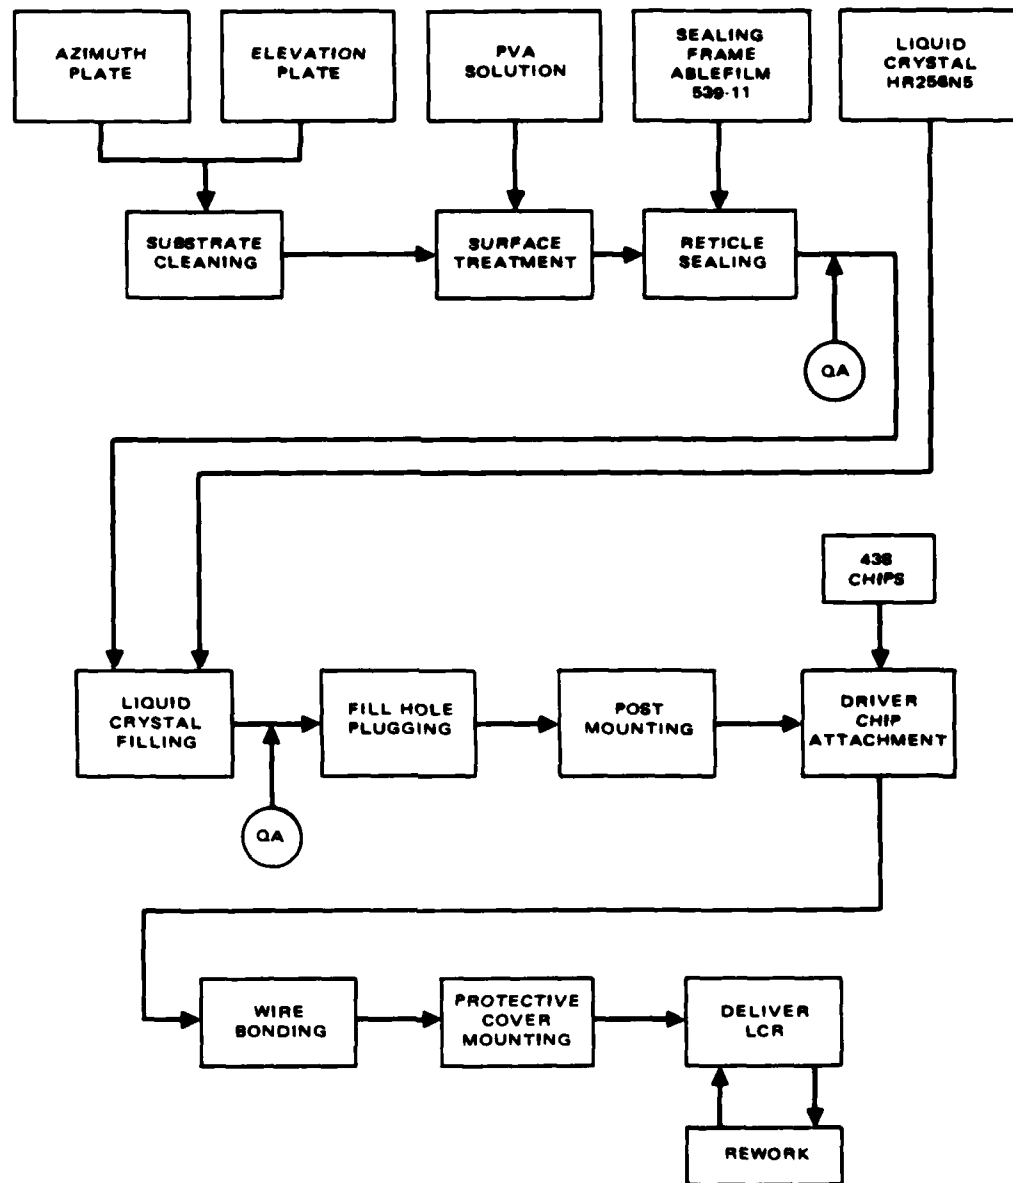 AZIMUTH
PLATE
ELEVATION
PLATE
PVA
SOLUTION
SEALING
FRAME
ABLEFILM
539-11
LIQUID
CRYSTAL
HR256N5
SUBSTRATE
CLEANING
SURFACE
TREATMENT
RETICLE
SEALING
QA
438
CHIPS
LIQUID
CRYSTAL
FILLING
FILL HOLE
PLUGGING
POST
MOUNTING
DRIVER
CHIP
ATTACHMENT
QA
WIRE
BONDING
PROTECTIVE
COVER
MOUNTING
DELIVER
LCR
REWORK